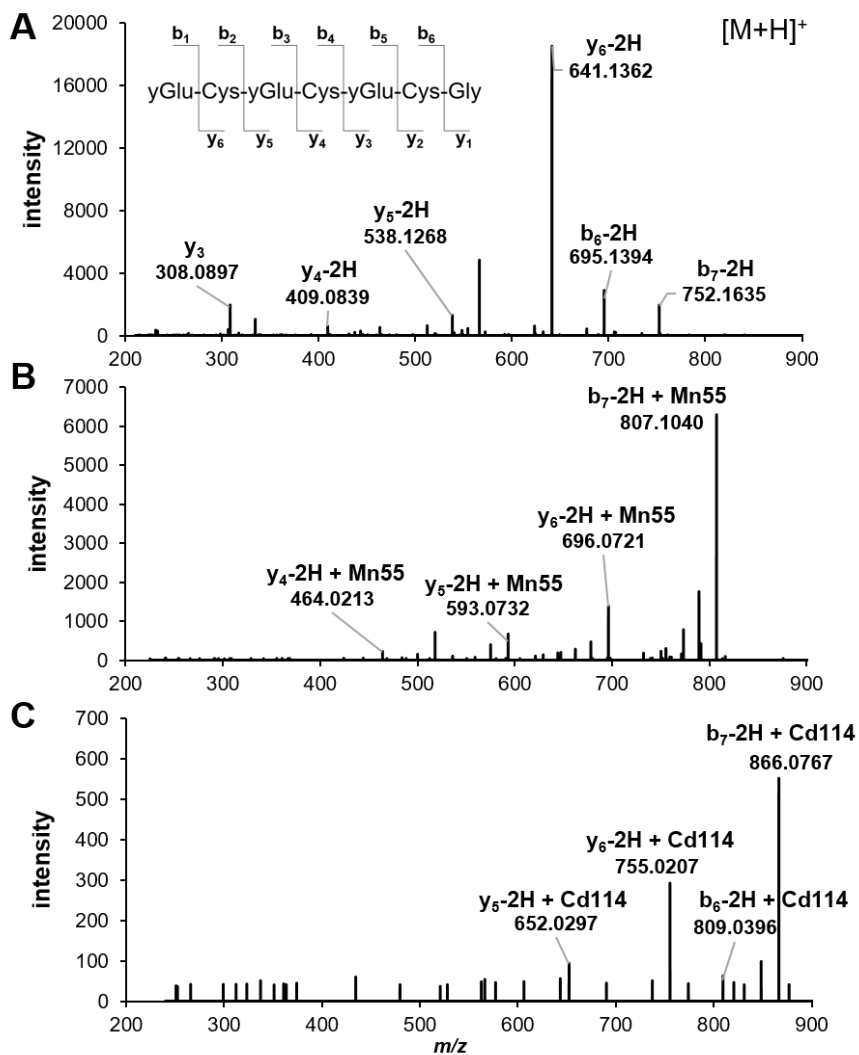 A
[M+H]+
b1 b2 b3 b4 b5 b6
yGlu-Cys-yGlu-Cys-yGlu-Cys-Gly
y6 y5 y4 y3 y2 y1
y6-2H
641.1362
y5-2H
538.1268
y3
308.0897
y4-2H
409.0839
b6-2H
695.1394
b7-2H
752.1635
intensity
20000
16000
12000
8000
4000
0
200 300 400 500 600 700 800 900
B
b7-2H + Mn55
807.1040
y6-2H + Mn55
696.0721
y4-2H + Mn55
464.0213
y5-2H + Mn55
593.0732
intensity
7000
6000
5000
4000
3000
2000
1000
0
200 300 400 500 600 700 800 900
C
b7-2H + Cd114
866.0767
y6-2H + Cd114
755.0207
y5-2H + Cd114
652.0297
b6-2H + Cd114
809.0396
intensity
700
600
500
400
300
200
100
0
200 300 400 500 600 700 800 900
m/z